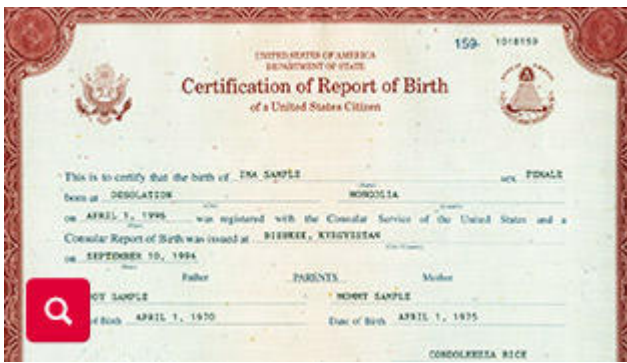 159- 1018159
UNITED STATES OF AMERICA
DEPARTMENT OF STATE
Certification of Report of Birth
of a United States Citizen
This is to certify that the birth of IMA SAMPLE sex FEMALE
born at DESOLATION MONGOLIA
on APRIL 1, 1996 was registered with the Consular Service of the United States and a
Consular Report of Birth was issued at BISHKEK, KYRGYZSTAN
on SEPTEMBER 10, 1996
Father PARENTS Mother
SAMPLE MOMMY SAMPLE
of Birth APRIL 1, 1970 Date of Birth APRIL 1, 1975
CONDOLEEZZA RICE